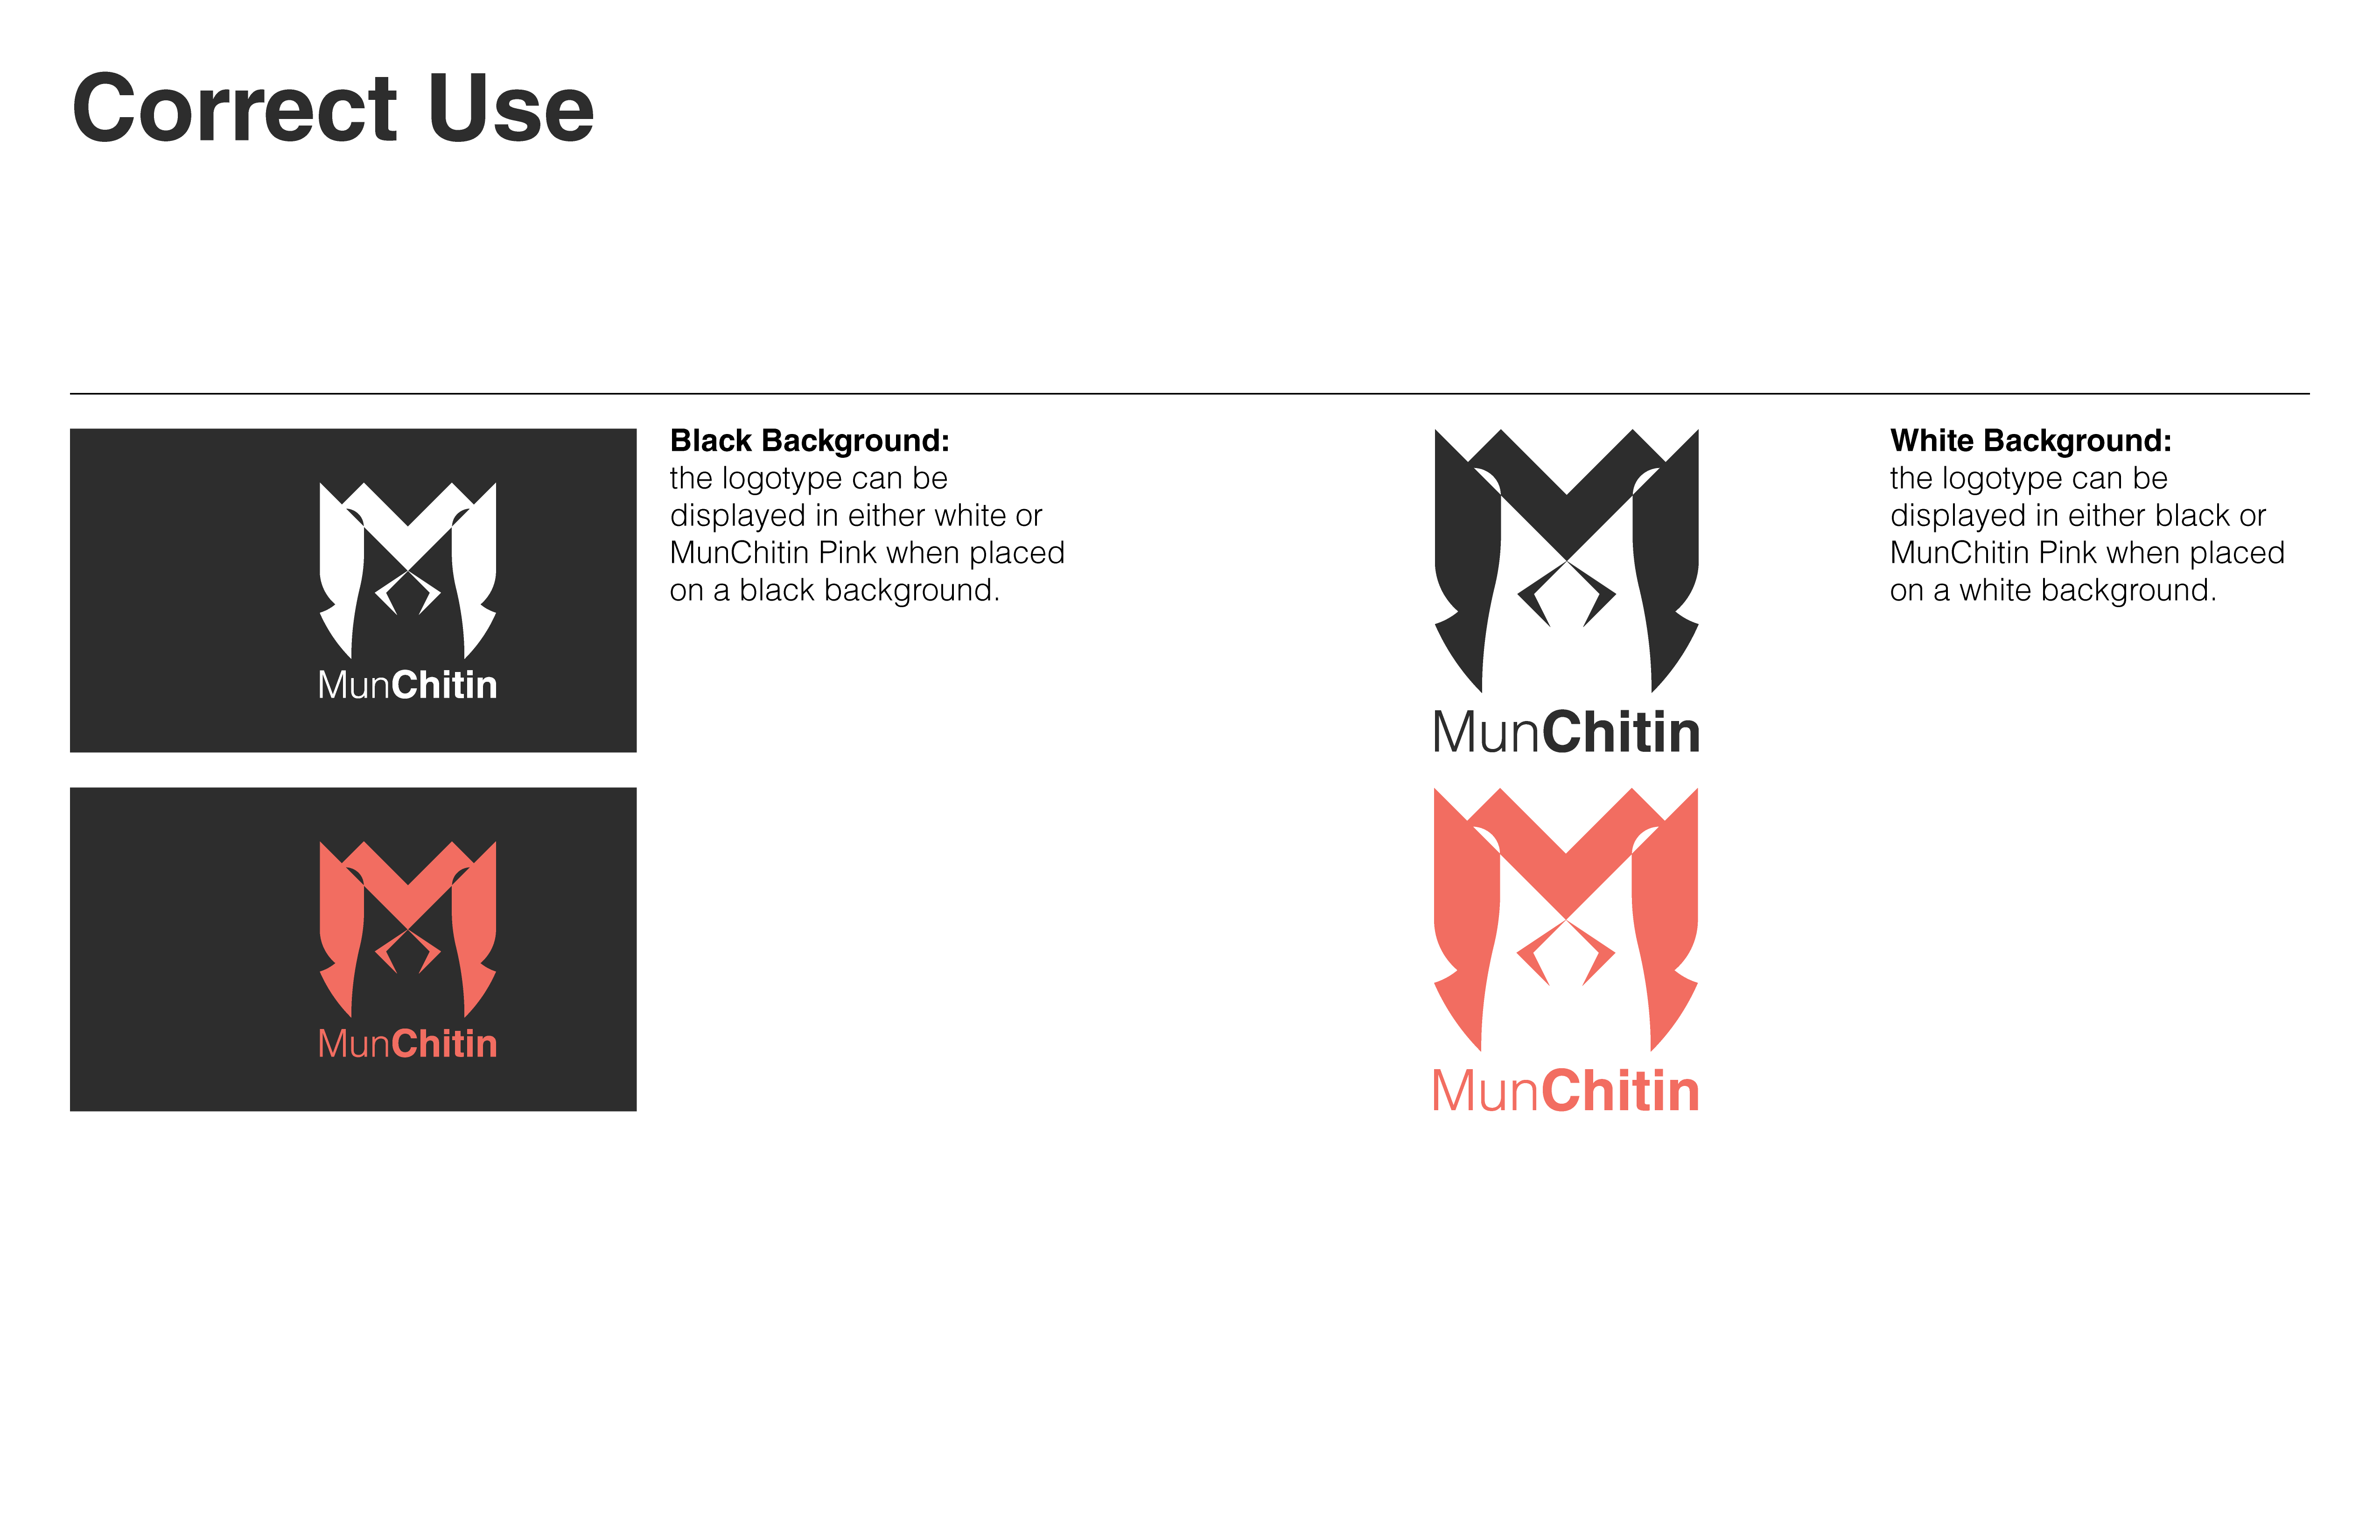 Correct Use
MunChitin
Black Background:
the logotype can be
displayed in either white or
MunChitin Pink when placed
on a black background.
MunChitin
MunChitin
White Background:
the logotype can be
displayed in either black or
MunChitin Pink when placed
on a white background.
MunChitin